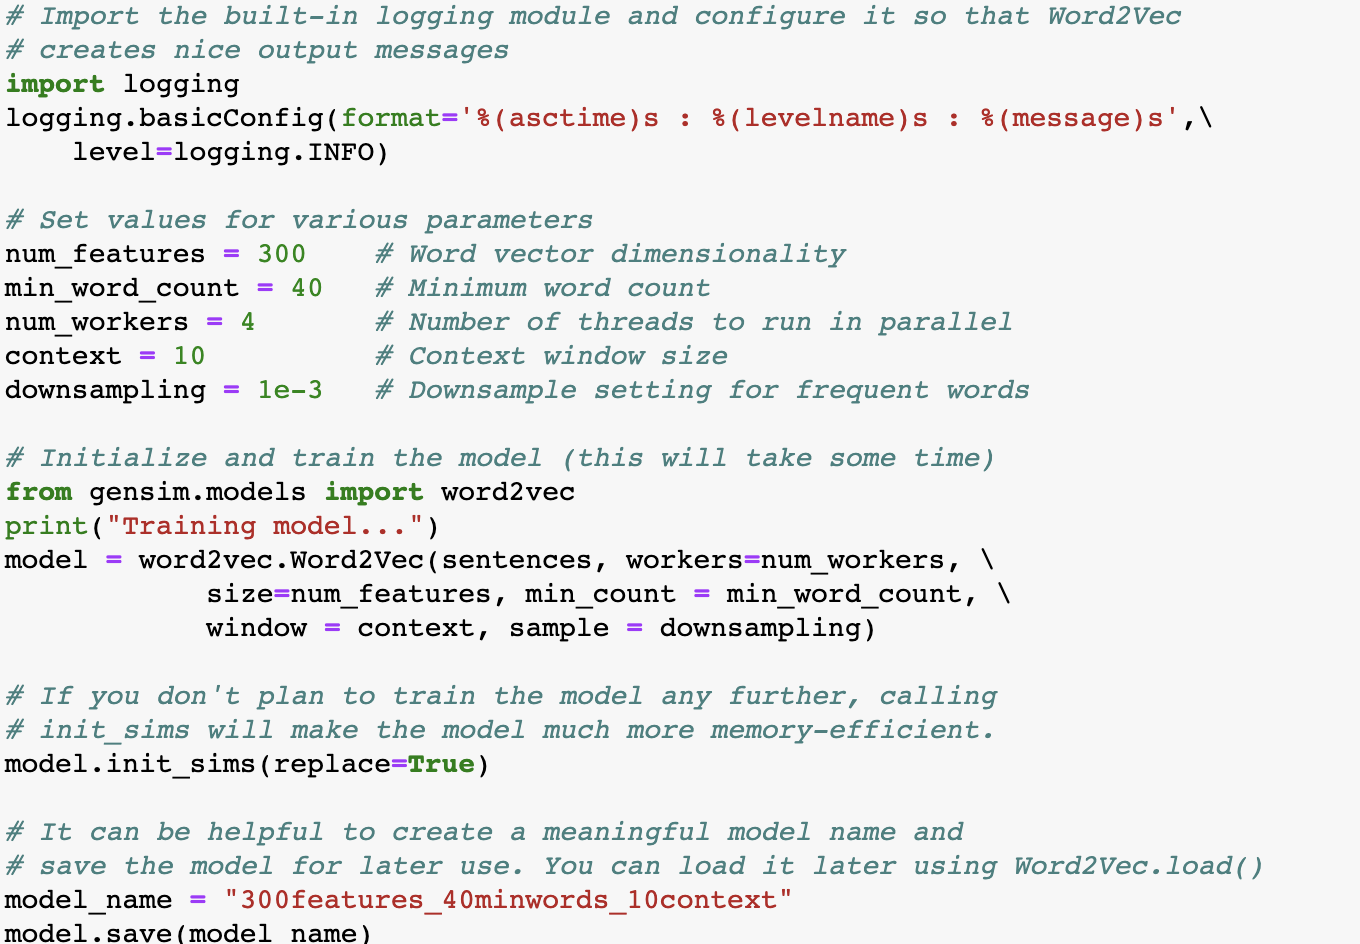 # Import the built-in logging module and configure it so that Word2Vec
# creates nice output messages
import logging
logging.basicConfig(format='%(asctime)s : %(levelname)s : %(message)s',\
    level=logging.INFO)

# Set values for various parameters
num_features = 300    # Word vector dimensionality
min_word_count = 40   # Minimum word count
num_workers = 4       # Number of threads to run in parallel
context = 10          # Context window size
downsampling = 1e-3   # Downsample setting for frequent words

# Initialize and train the model (this will take some time)
from gensim.models import word2vec
print("Training model...")
model = word2vec.Word2Vec(sentences, workers=num_workers, \
            size=num_features, min_count = min_word_count, \
            window = context, sample = downsampling)

# If you don't plan to train the model any further, calling
# init_sims will make the model much more memory-efficient.
model.init_sims(replace=True)

# It can be helpful to create a meaningful model name and
# save the model for later use. You can load it later using Word2Vec.load()
model_name = "300features_40minwords_10context"
model.save(model_name)